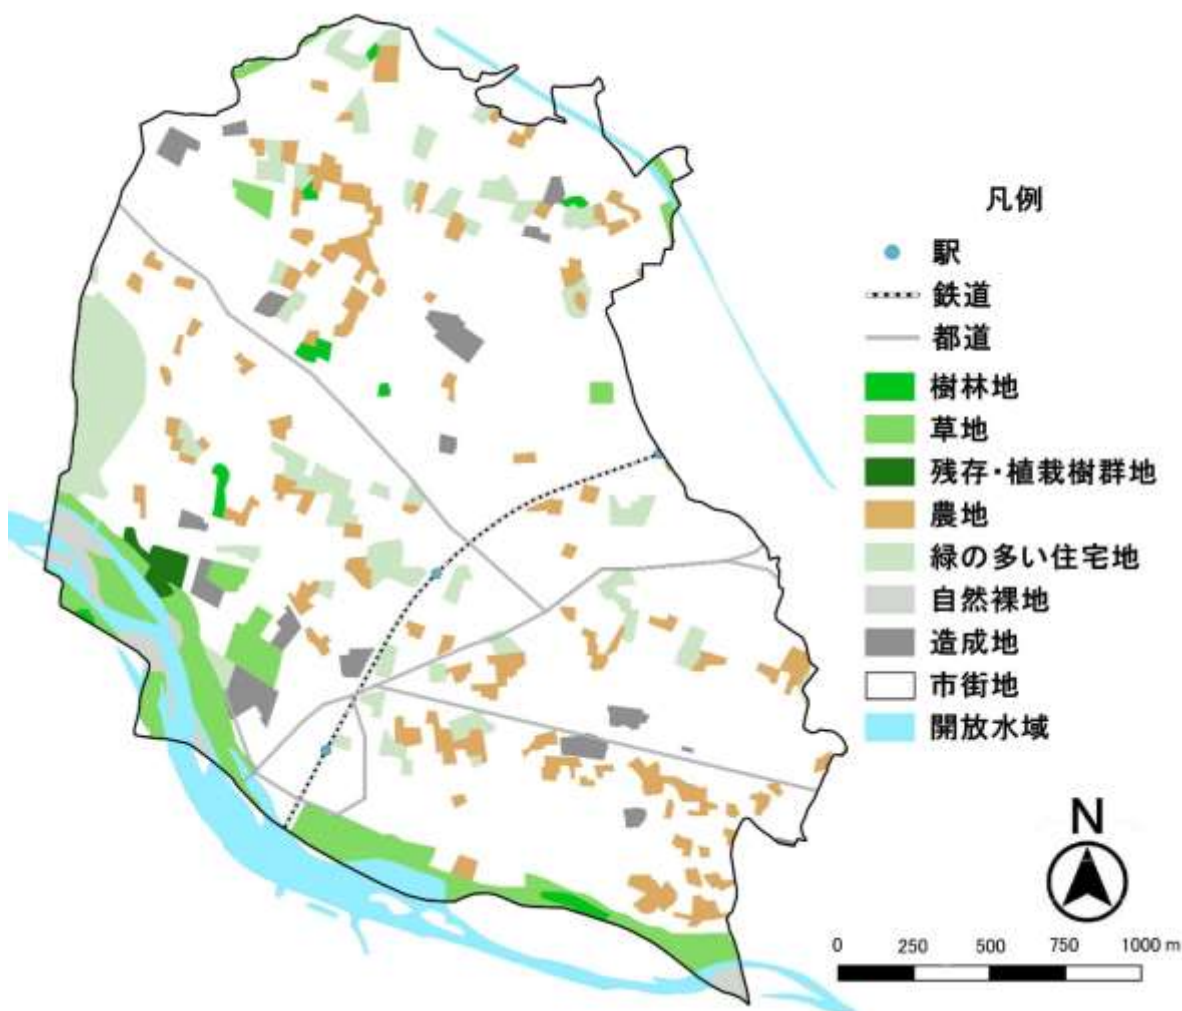 凡例
駅
鉄道
都道
樹林地
草地
残存・植栽樹群地
農地
緑の多い住宅地
自然裸地
造成地
市街地
開放水域
N
0 250 500 750 1000 m